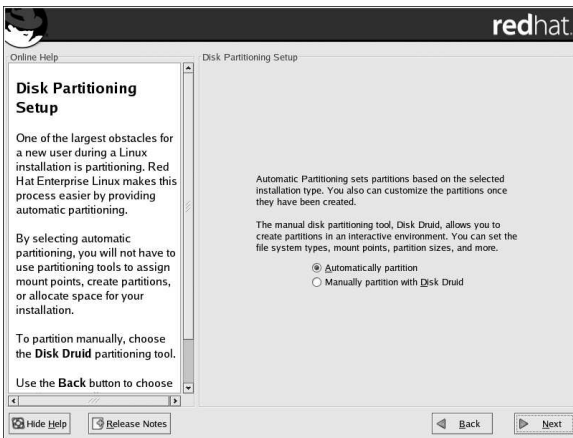 redhat.
Online Help
Disk Partitioning
Setup
One of the largest obstacles for
a new user during a Linux
installation is partitioning. Red
Hat Enterprise Linux makes this
process easier by providing
automatic partitioning.
By selecting automatic
partitioning, you will not have to
use partitioning tools to assign
mount points, create partitions,
or allocate space for your
installation.
To partition manually, choose
the Disk Druid partitioning tool.
Use the Back button to choose
Disk Partitioning Setup
Automatic Partitioning sets partitions based on the selected
installation type. You also can customize the partitions once
they have been created.
The manual disk partitioning tool, Disk Druid, allows you to
create partitions in an interactive environment. You can set the
file system types, mount points, partition sizes, and more.
Automatically partition
Manually partition with Disk Druid
Hide Help
Release Notes
Back
Next